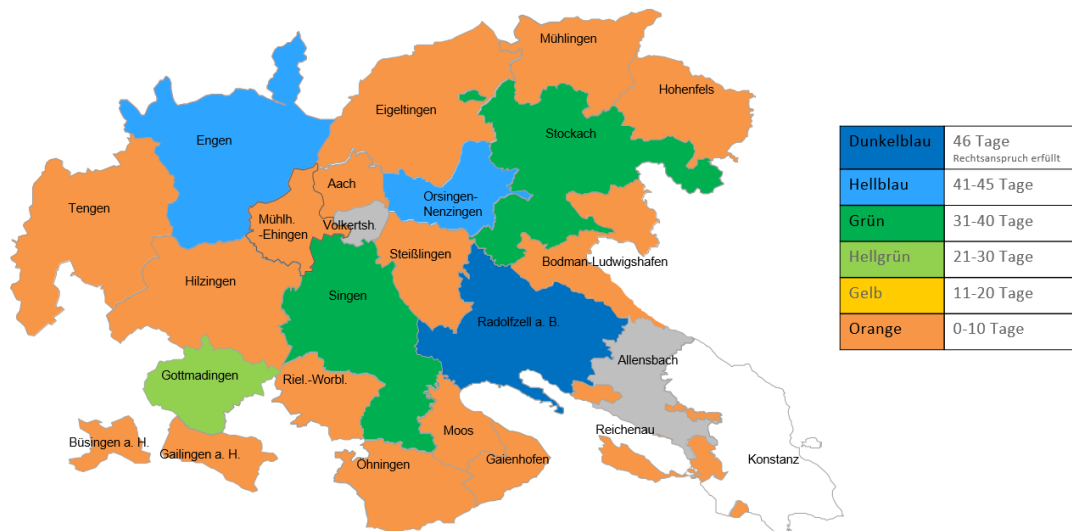 Mühlingen
Hohenfels
Eigeltingen
Stockach
Engen
Aach
Orsingen-
Nenzingen
Tengen
Mühlh.
-Ehingen
Volkertsh.
Steißlingen
Bodman-Ludwigshafen
Hilzingen
Singen
Radolfzell a. B.
Allensbach
Gottmadingen
Riel.-Worbl.
Büsingen a. H.
Gailingen a. H.
Moos
Reichenau
Öhningen
Gaienhofen
Konstanz
Dunkelblau 46 Tage
Rechtsanspruch erfüllt
Hellblau 41-45 Tage
Grün 31-40 Tage
Hellgrün 21-30 Tage
Gelb 11-20 Tage
Orange 0-10 Tage